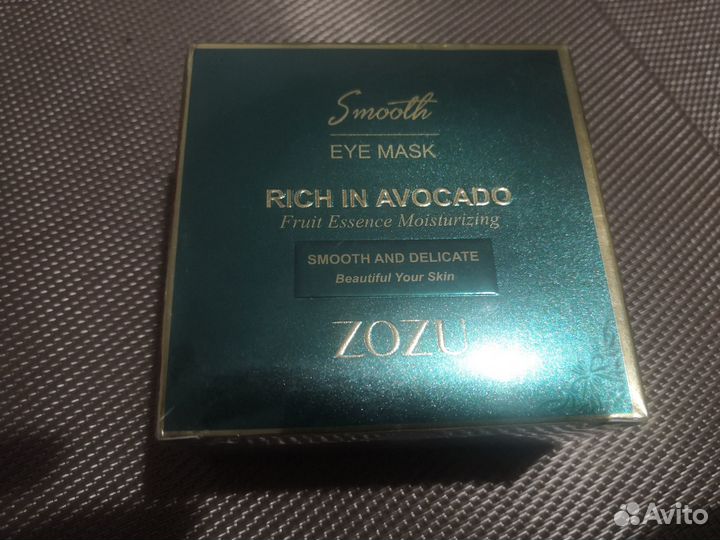 Smooth
EYE MASK
RICH IN AVOCADO
Fruit Essence Moisturizing
SMOOTH AND DELICATE
Beautiful Your Skin
ZOZU
Avito